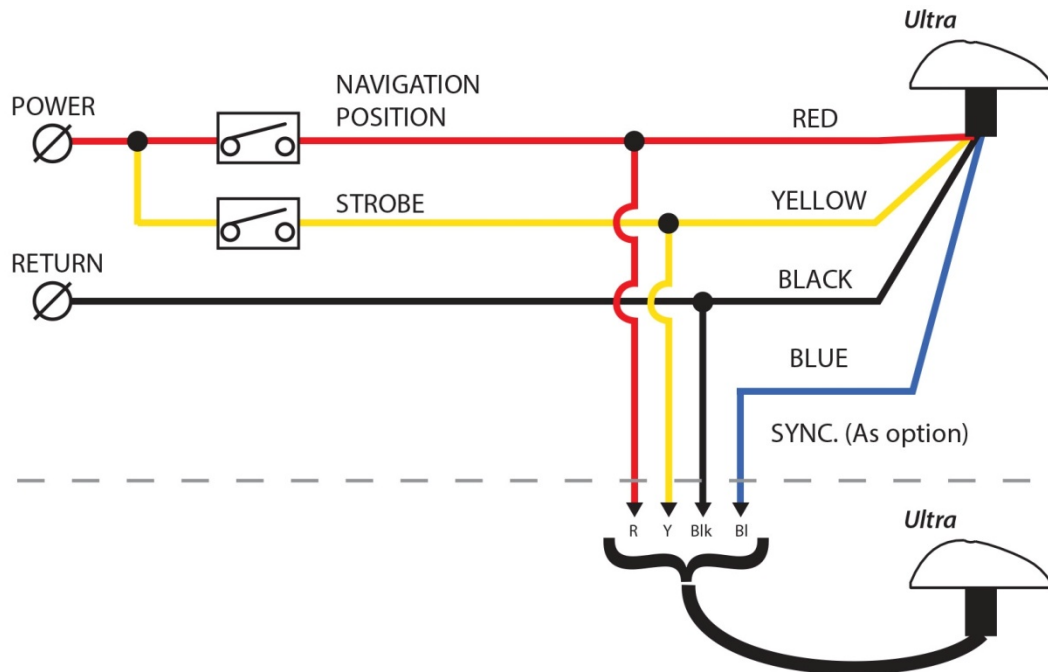 Ultra
NAVIGATION
POSITION
POWER
RED
STROBE
YELLOW
RETURN
BLACK
BLUE
SYNC. (As option)
R Y Blk Bl
Ultra